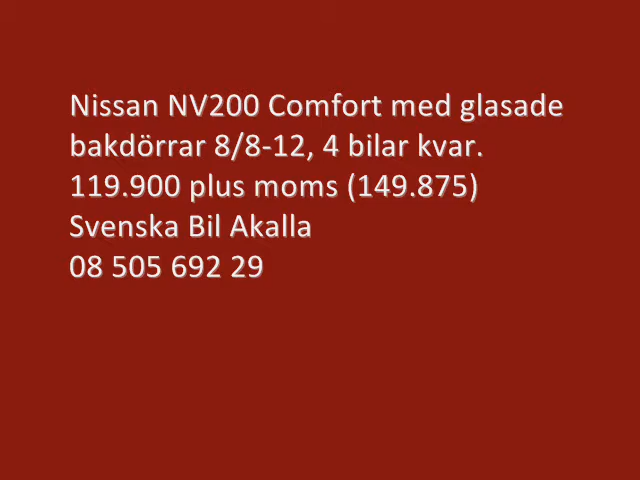 Nissan NV200 Comfort med glasade
bakdörrar 8/8-12, 4 bilar kvar.
119.900 plus moms (149.875)
Svenska Bil Akalla
08 505 692 29